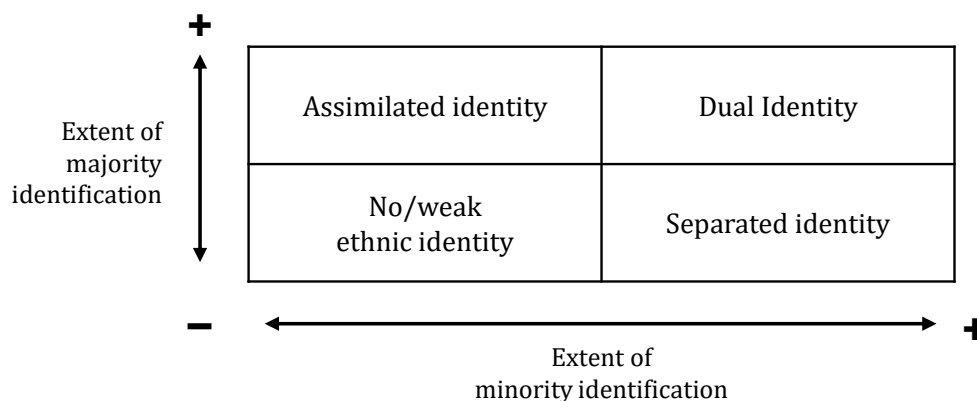 +
Assimilated identity
Dual Identity
Extent of
majority
identification
No/weak
ethnic identity
Separated identity
–
+
Extent of
minority identification